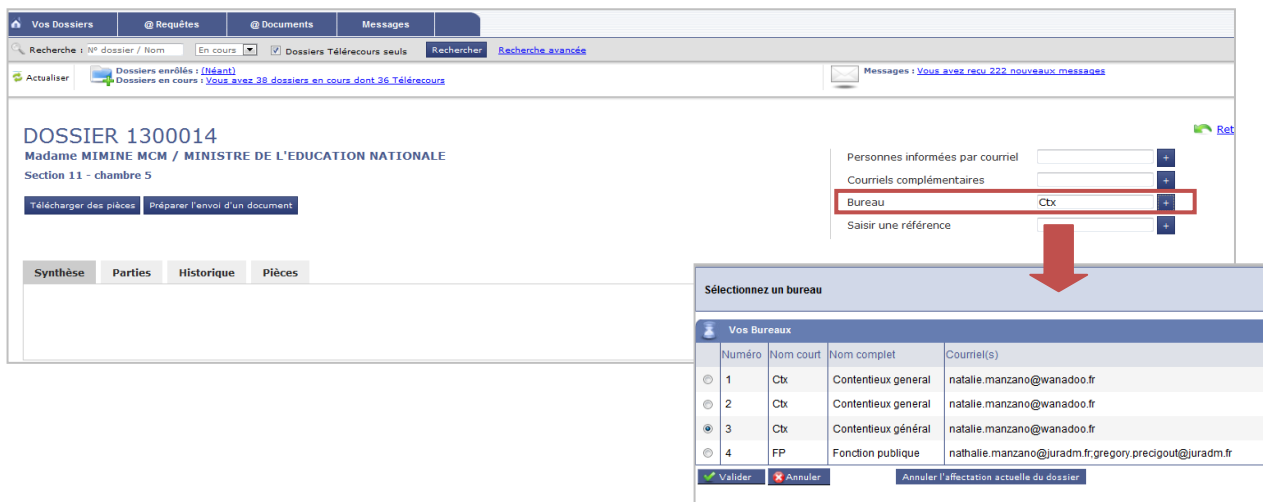 Vos Dossiers @ Requêtes @ Documents Messages
Recherche : N° dossier / Nom En cours Dossiers Télérecours seuls Rechercher Recherche avancée
Actualiser
Dossiers enrôlés : (Néant)
Dossiers en cours : Vous avez 38 dossiers en cours dont 36 Télérecours
Messages : Vous avez recu 222 nouveaux messages
Ret
DOSSIER 1300014
Madame MIMINE MCM / MINISTRE DE L'EDUCATION NATIONALE
Section 11 - chambre 5
Télécharger des pièces Préparer l'envoi d'un document
Personnes informées par courriel +
Courriels complémentaires +
Bureau Ctx +
Saisir une référence +
Synthèse Parties Historique Pièces
Sélectionnez un bureau
Vos Bureaux
Numéro Nom court Nom complet Courriel(s)
1 Ctx Contentieux general natalie.manzano@wanadoo.fr
2 Ctx Contentieux general natalie.manzano@wanadoo.fr
3 Ctx Contentieux général natalie.manzano@wanadoo.fr
4 FP Fonction publique nathalie.manzano@juradm.fr;gregory.precigout@juradm.fr
Valider Annuler Annuler l'affectation actuelle du dossier